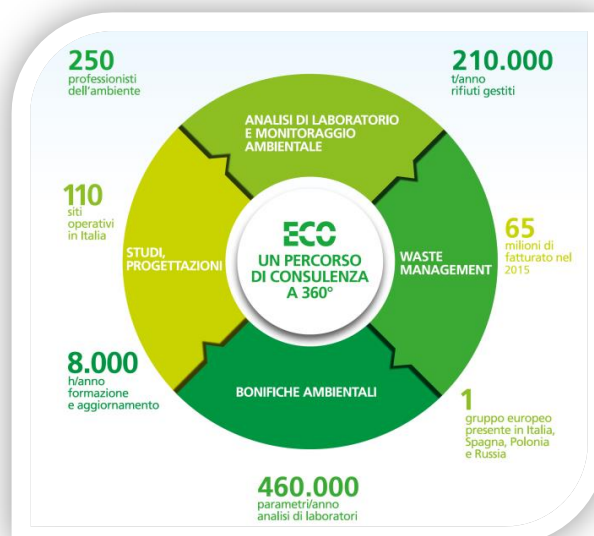 250
professionisti
dell'ambiente
210.000
t/anno
rifiuti gestiti
ANALISI DI LABORATORIO
E MONITORAGGIO
AMBIENTALE
110
siti
operativi
in Italia
STUDI,
PROGETTAZIONI
ECO
UN PERCORSO
DI CONSULENZA
A 360°
WASTE
MANAGEMENT
65
milioni di
fatturato nel
2015
8.000
h/anno
formazione
e aggiornamento
BONIFICHE AMBIENTALI
1
gruppo europeo
presente in Italia,
Spagna, Polonia
e Russia
460.000
parametri/anno
analisi di laboratori